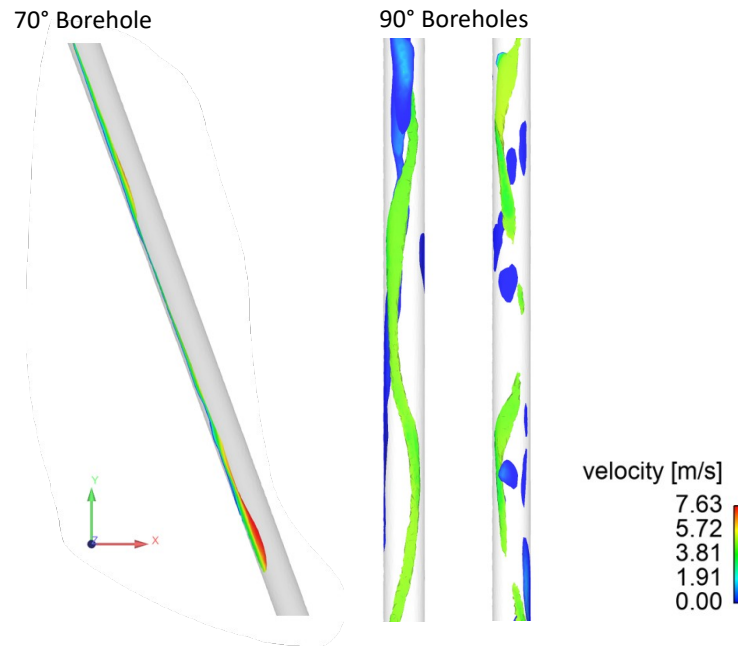 70° Borehole
90° Boreholes
velocity [m/s]
7.63
5.72
3.81
1.91
0.00
Y
Z
X